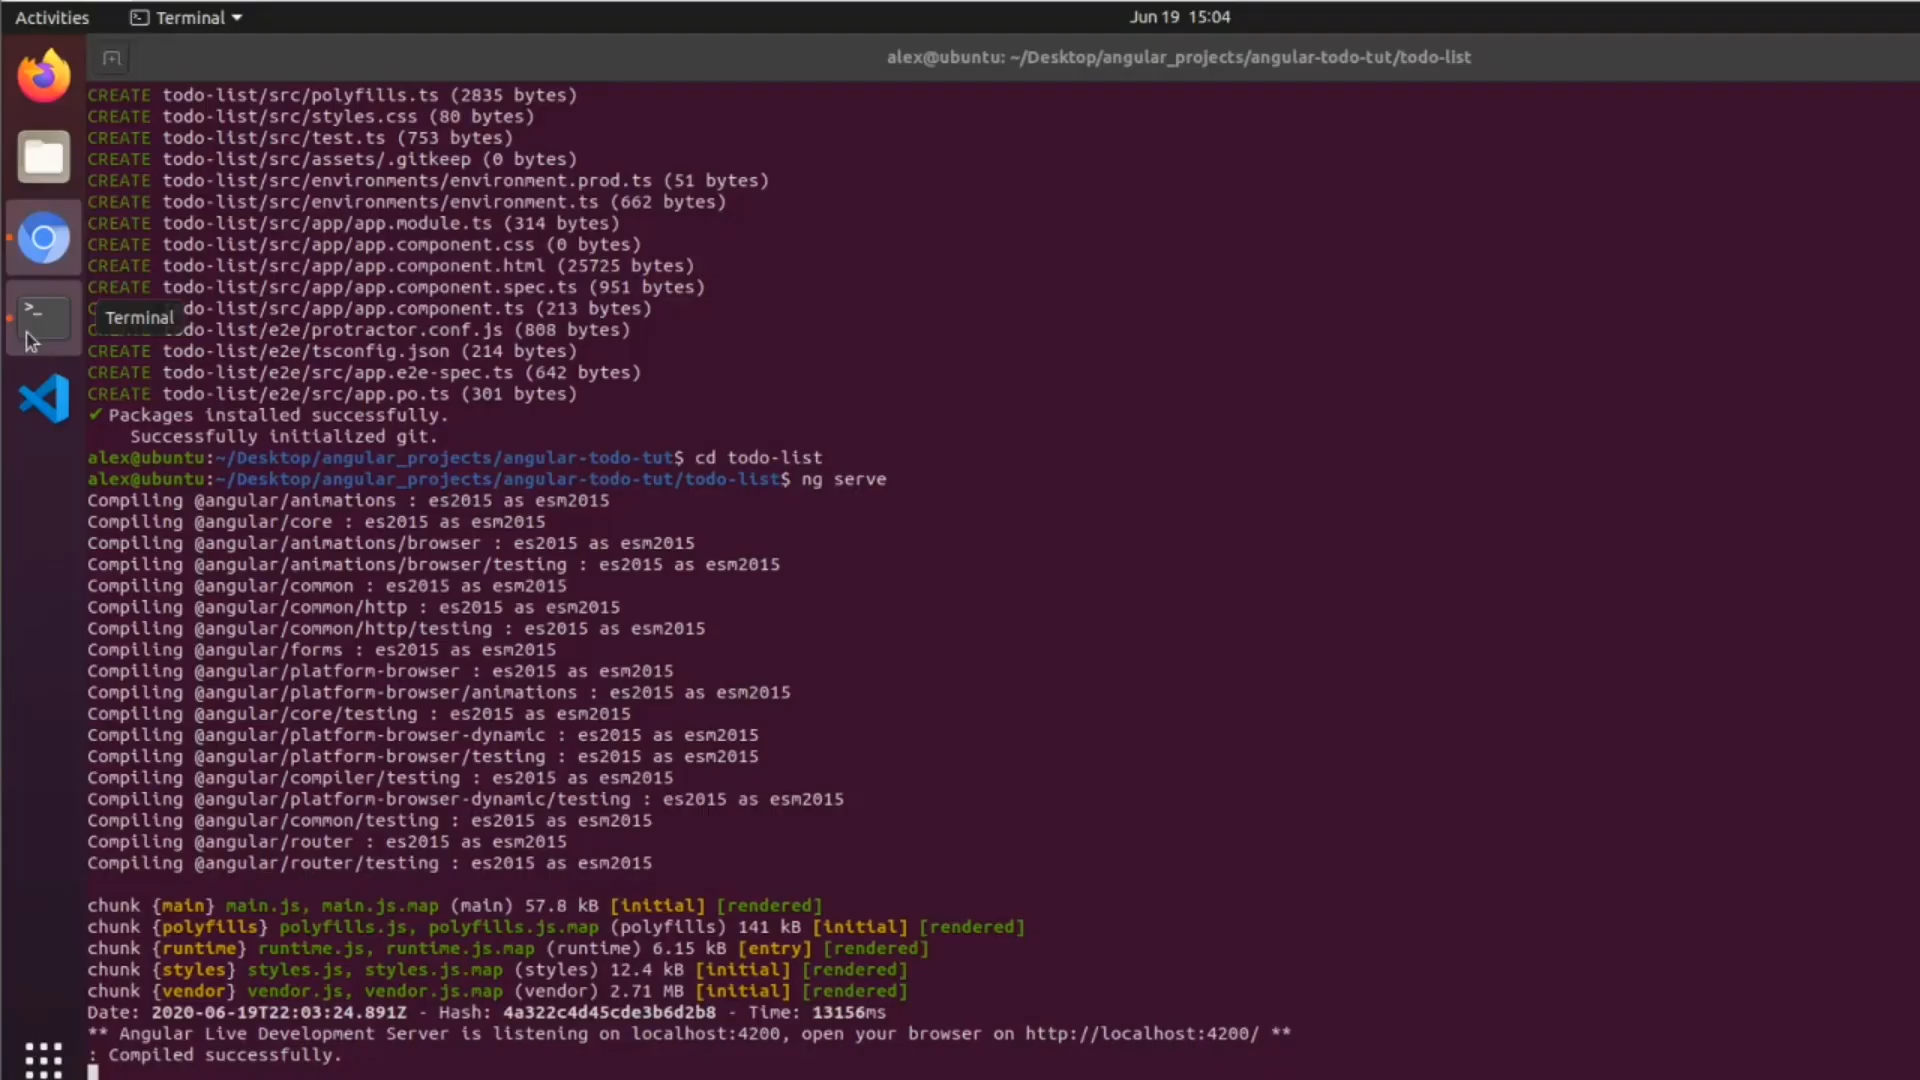 Activities
Terminal
Jun 19 15:04
alex@ubuntu: ~/Desktop/angular_projects/angular-todo-tut/todo-list
CREATE todo-list/src/polyfills.ts (2835 bytes)
CREATE todo-list/src/styles.css (80 bytes)
CREATE todo-list/src/test.ts (753 bytes)
CREATE todo-list/src/assets/.gitkeep (0 bytes)
CREATE todo-list/src/environments/environment.prod.ts (51 bytes)
CREATE todo-list/src/environments/environment.ts (662 bytes)
CREATE todo-list/src/app/app.module.ts (314 bytes)
CREATE todo-list/src/app/app.component.css (0 bytes)
CREATE todo-list/src/app/app.component.html (25725 bytes)
CREATE todo-list/src/app/app.component.spec.ts (951 bytes)
do-list/src/app/app.component.ts (213 bytes)
Terminal
do-list/e2e/protractor.conf.js (808 bytes)
CREATE todo-list/e2e/tsconfig.json (214 bytes)
CREATE todo-list/e2e/src/app.e2e-spec.ts (642 bytes)
CREATE todo-list/e2e/src/app.po.ts (301 bytes)
✔ Packages installed successfully.
Successfully initialized git.
alex@ubuntu:~/Desktop/angular_projects/angular-todo-tut$ cd todo-list
alex@ubuntu:~/Desktop/angular_projects/angular-todo-tut/todo-list$ ng serve
Compiling @angular/animations : es2015 as esm2015
Compiling @angular/core : es2015 as esm2015
Compiling @angular/animations/browser : es2015 as esm2015
Compiling @angular/animations/browser/testing : es2015 as esm2015
Compiling @angular/common : es2015 as esm2015
Compiling @angular/common/http : es2015 as esm2015
Compiling @angular/common/http/testing : es2015 as esm2015
Compiling @angular/forms : es2015 as esm2015
Compiling @angular/platform-browser : es2015 as esm2015
Compiling @angular/platform-browser/animations : es2015 as esm2015
Compiling @angular/core/testing : es2015 as esm2015
Compiling @angular/platform-browser-dynamic : es2015 as esm2015
Compiling @angular/platform-browser/testing : es2015 as esm2015
Compiling @angular/compiler/testing : es2015 as esm2015
Compiling @angular/platform-browser-dynamic/testing : es2015 as esm2015
Compiling @angular/common/testing : es2015 as esm2015
Compiling @angular/router : es2015 as esm2015
Compiling @angular/router/testing : es2015 as esm2015
chunk {main} main.js, main.js.map (main) 57.8 kB [initial] [rendered]
chunk {polyfills} polyfills.js, polyfills.js.map (polyfills) 141 kB [initial] [rendered]
chunk {runtime} runtime.js, runtime.js.map (runtime) 6.15 kB [entry] [rendered]
chunk {styles} styles.js, styles.js.map (styles) 12.4 kB [initial] [rendered]
chunk {vendor} vendor.js, vendor.js.map (vendor) 2.71 MB [initial] [rendered]
Date: 2020-06-19T22:03:24.891Z - Hash: 4a322c4d45cde3b6d2b8 - Time: 13156ms
** Angular Live Development Server is listening on localhost:4200, open your browser on http://localhost:4200/ **
: Compiled successfully.